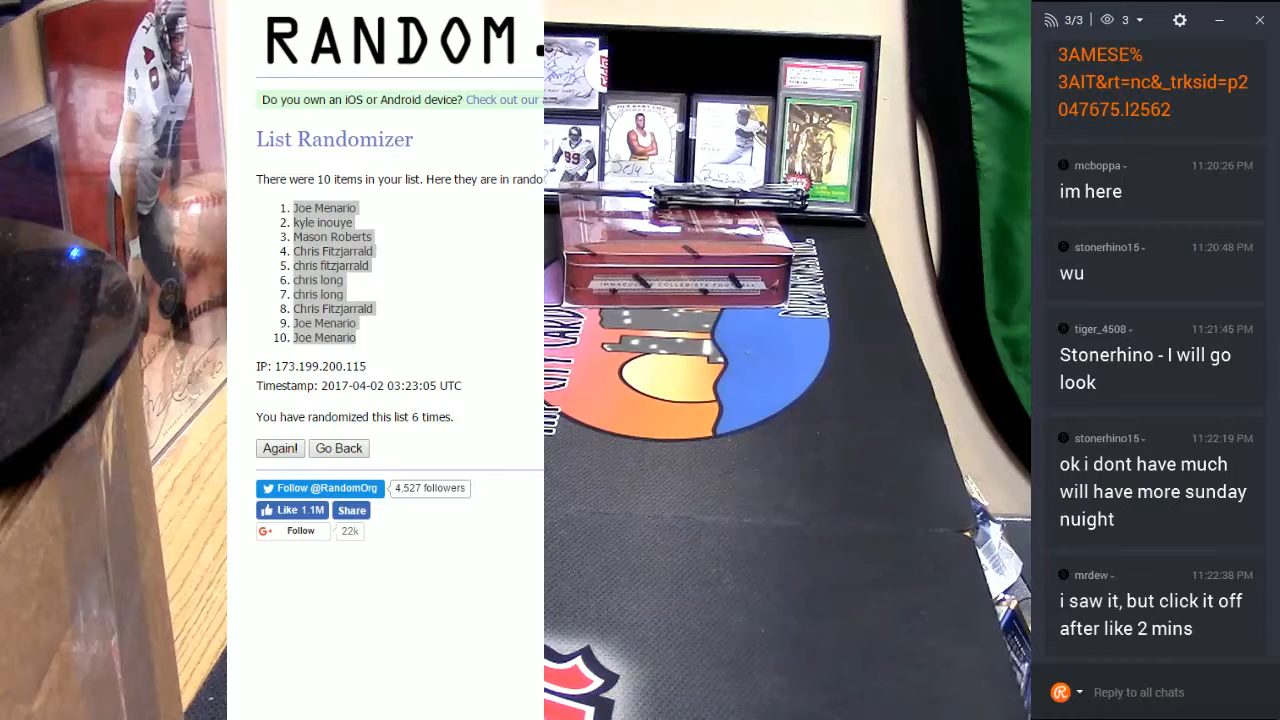 RANDOM.
Do you own an iOS or Android device? Check out our
List Randomizer
There were 10 items in your list. Here they are in rando
1. Joe Menario
2. kyle inouye
3. Mason Roberts
4. Chris Fitzjarrald
5. chris fitzjarrald
6. chris long
7. chris long
8. Chris Fitzjarrald
9. Joe Menario
10. Joe Menario
IP: 173.199.200.115
Timestamp: 2017-04-02 03:23:05 UTC
You have randomized this list 6 times.
Again! Go Back
Follow @RandomOrg 4,527 followers
Like 1.1M Share
Follow 22k
IMMACULATE COLLEGIATE FOOTBALL
99
3/3 3
3AMESE%
3AIT&rt=nc&_trksid=p2
047675.l2562
mcboppa 11:20:26 PM
im here
stonerhino15 11:20:48 PM
wu
tiger_4508 11:21:45 PM
Stonerhino - I will go
look
stonerhino15 11:22:19 PM
ok i dont have much
will have more sunday
nuight
mrdew 11:22:38 PM
i saw it, but click it off
after like 2 mins
Reply to all chats